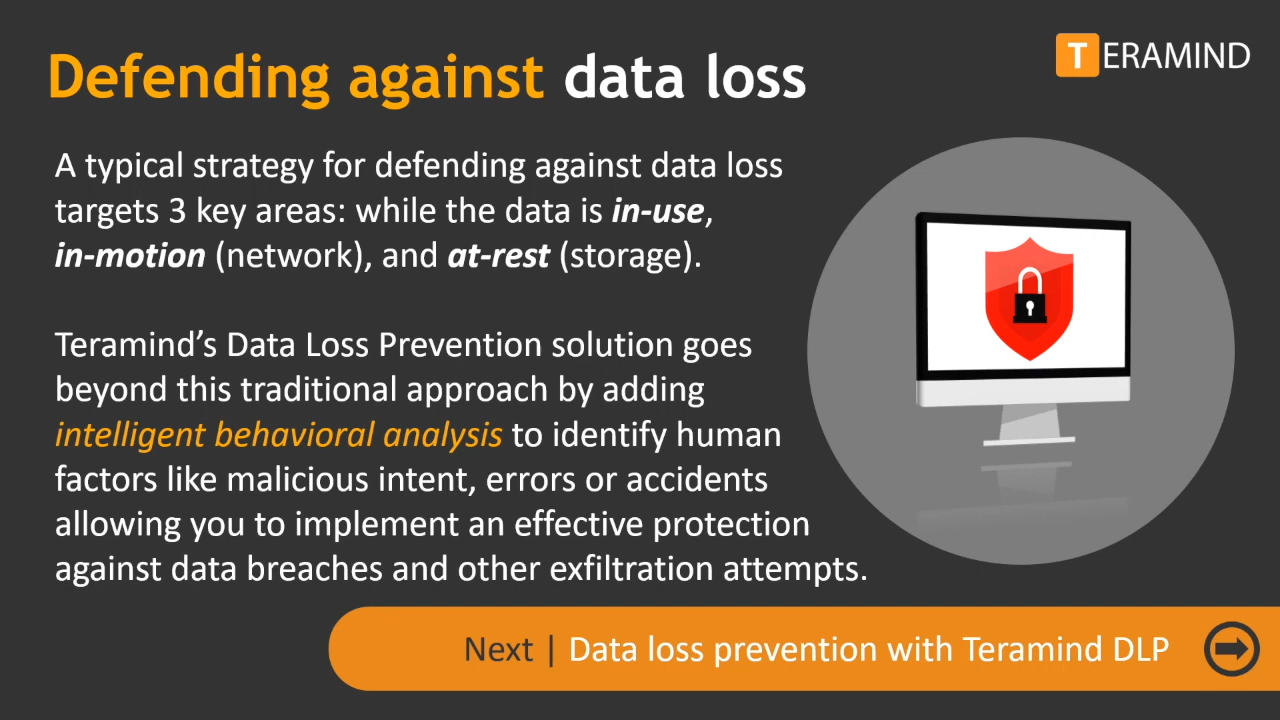 Defending against data loss
TERAMIND
A typical strategy for defending against data loss
targets 3 key areas: while the data is in-use,
in-motion (network), and at-rest (storage).
Teramind’s Data Loss Prevention solution goes
beyond this traditional approach by adding
intelligent behavioral analysis to identify human
factors like malicious intent, errors or accidents
allowing you to implement an effective protection
against data breaches and other exfiltration attempts.
Next | Data loss prevention with Teramind DLP